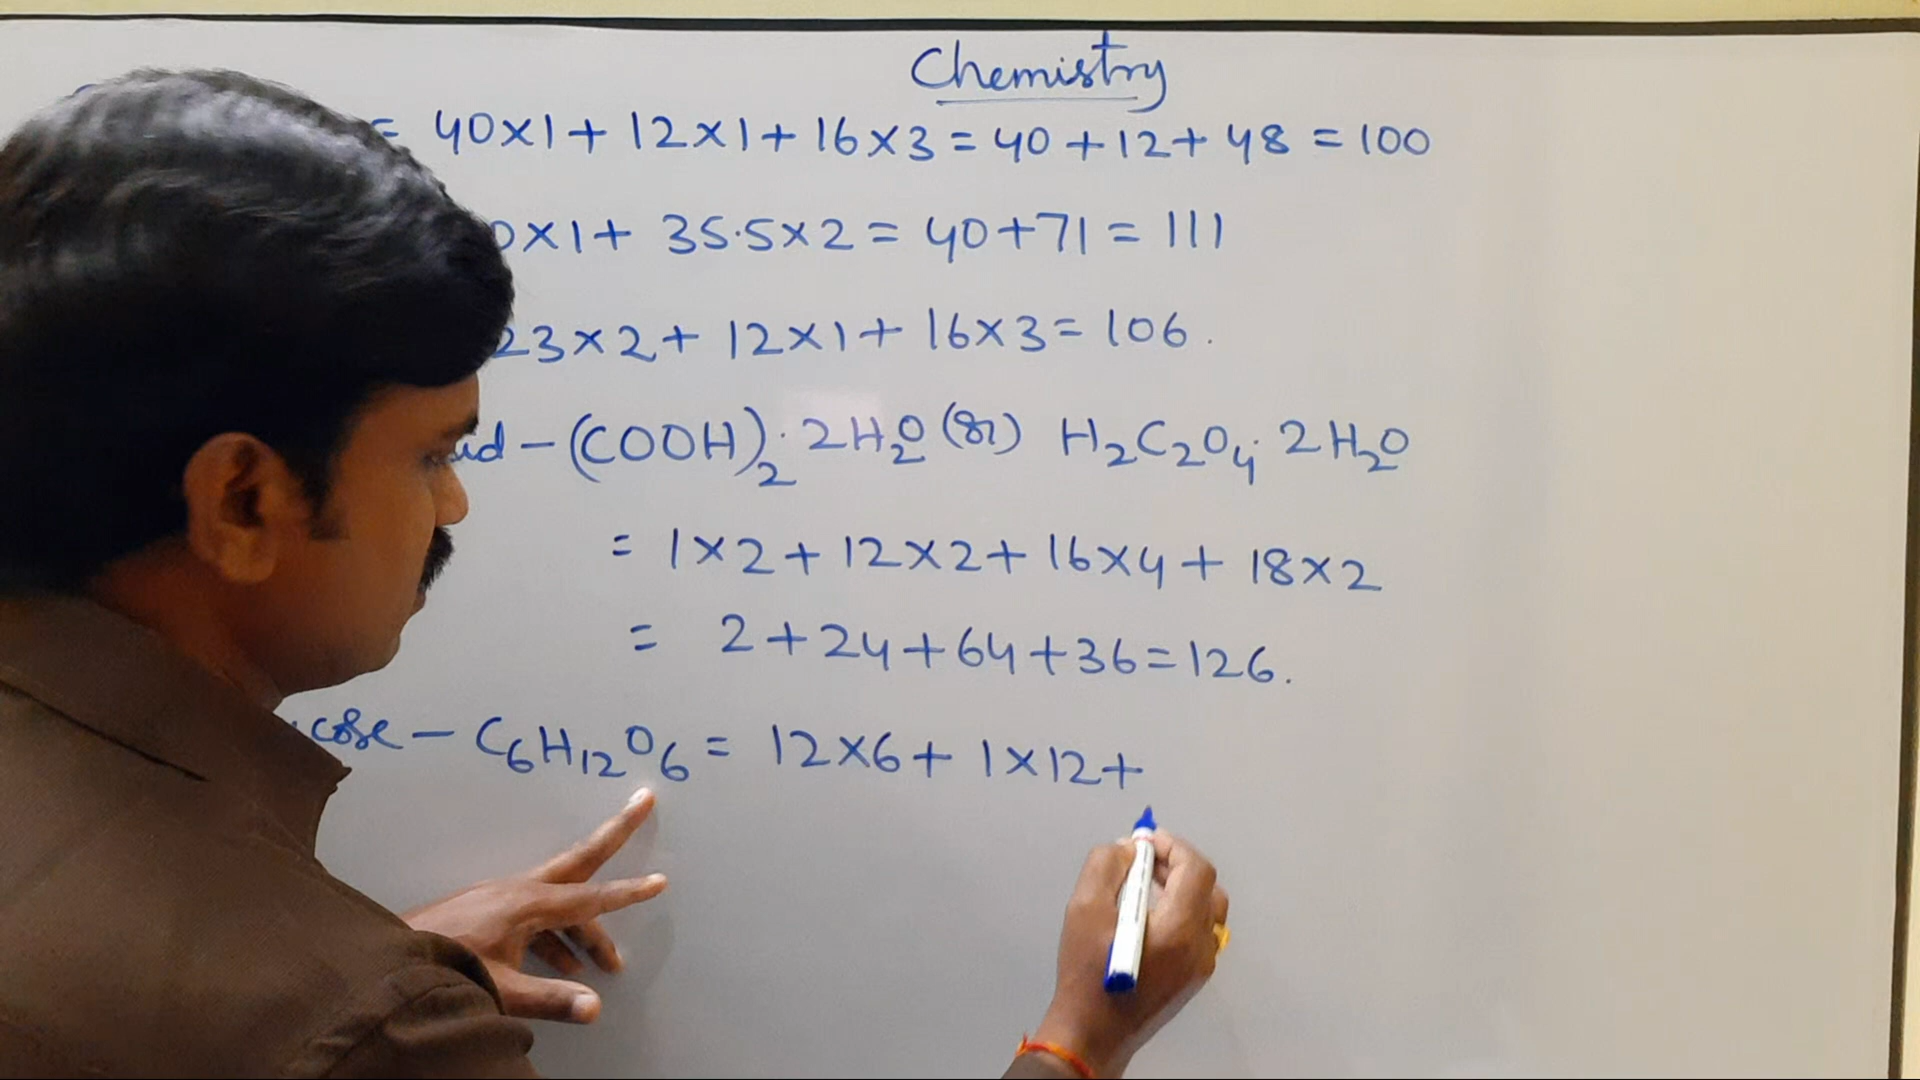 Chemistry
= 40×1 + 12×1 + 16×3 = 40 + 12 + 48 = 100
0×1 + 35.5×2 = 40+71 = 111
23×2 + 12×1 + 16×3 = 106.
id – (COOH)₂·2H₂O (or) H₂C₂O₄·2H₂O
= 1×2 + 12×2 + 16×4 + 18×2
= 2+24+64+36=126.
cose – C₆H₁₂O₆ = 12×6 + 1×12 +